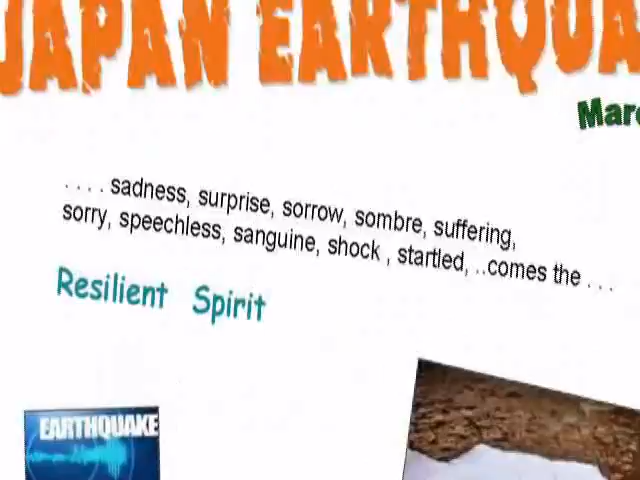 JAPAN EARTHQUA
Marc
. . . . sadness, surprise, sorrow, sombre, suffering,
sorry, speechless, sanguine, shock , startled, ..comes the . . .
Resilient Spirit
EARTHQUAKE